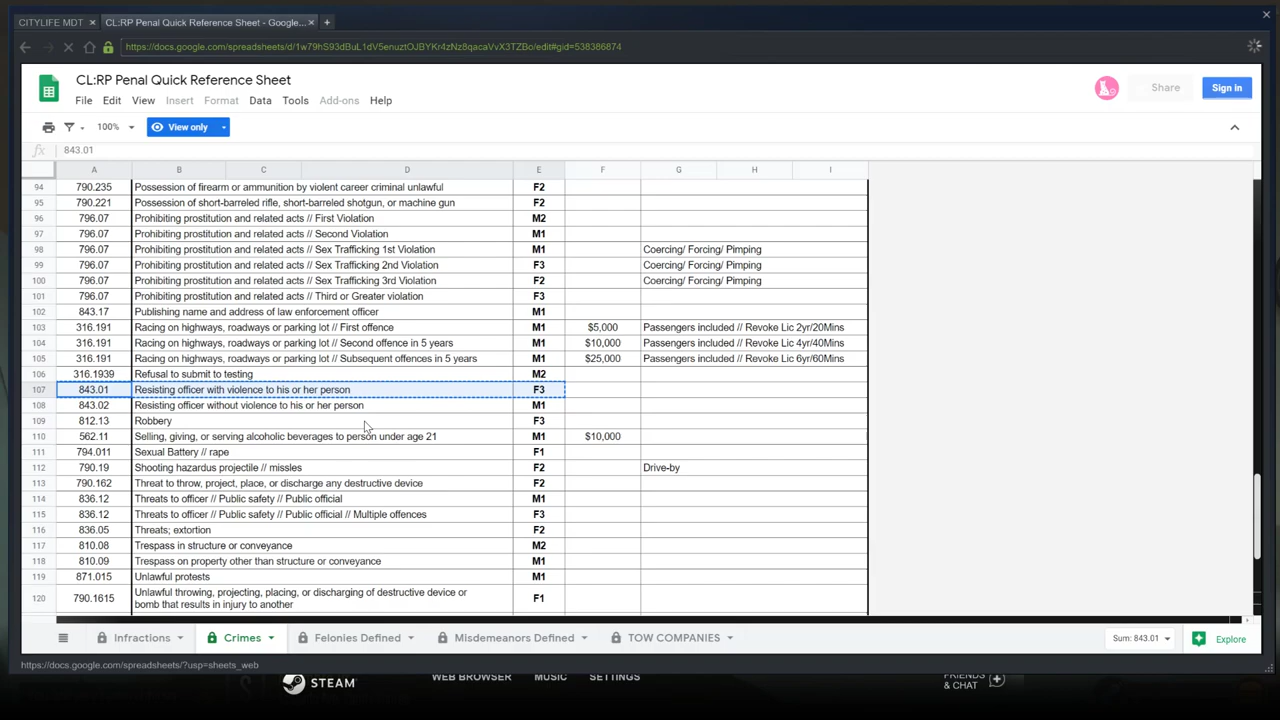 CITYLIFE MDT
CL:RP Penal Quick Reference Sheet - Google...
https://docs.google.com/spreadsheets/d/1w79hS93dBuL1dV5enuztOJBYKr4zNz8qacaVvX3TZBo/edit#gid=538386874
CL:RP Penal Quick Reference Sheet
File Edit View Insert Format Data Tools Add-ons Help
Share
Sign in
100%
View only
fx 843.01
A B C D E F G H I
94 790.235 Possession of firearm or ammunition by violent career criminal unlawful F2
95 790.221 Possession of short-barreled rifle, short-barreled shotgun, or machine gun F2
96 796.07 Prohibiting prostitution and related acts // First Violation M2
97 796.07 Prohibiting prostitution and related acts // Second Violation M1
98 796.07 Prohibiting prostitution and related acts // Sex Trafficking 1st Violation M1 Coercing/ Forcing/ Pimping
99 796.07 Prohibiting prostitution and related acts // Sex Trafficking 2nd Violation F3 Coercing/ Forcing/ Pimping
100 796.07 Prohibiting prostitution and related acts // Sex Trafficking 3rd Violation F2 Coercing/ Forcing/ Pimping
101 796.07 Prohibiting prostitution and related acts // Third or Greater violation F3
102 843.17 Publishing name and address of law enforcement officer M1
103 316.191 Racing on highways, roadways or parking lot // First offence M1 $5,000 Passengers included // Revoke Lic 2yr/20Mins
104 316.191 Racing on highways, roadways or parking lot // Second offence in 5 years M1 $10,000 Passengers included // Revoke Lic 4yr/40Mins
105 316.191 Racing on highways, roadways or parking lot // Subsequent offences in 5 years M1 $25,000 Passengers included // Revoke Lic 6yr/60Mins
106 316.1939 Refusal to submit to testing M2
107 843.01 Resisting officer with violence to his or her person F3
108 843.02 Resisting officer without violence to his or her person M1
109 812.13 Robbery F3
110 562.11 Selling, giving, or serving alcoholic beverages to person under age 21 M1 $10,000
111 794.011 Sexual Battery // rape F1
112 790.19 Shooting hazardus projectile // missles F2 Drive-by
113 790.162 Threat to throw, project, place, or discharge any destructive device F2
114 836.12 Threats to officer // Public safety // Public official M1
115 836.12 Threats to officer // Public safety // Public official // Multiple offences F3
116 836.05 Threats; extortion F2
117 810.08 Trespass in structure or conveyance M2
118 810.09 Trespass on property other than structure or conveyance M1
119 871.015 Unlawful protests M1
120 790.1615 Unlawful throwing, projecting, placing, or discharging of destructive device or
bomb that results in injury to another F1
Infractions Crimes Felonies Defined Misdemeanors Defined TOW COMPANIES Sum: 843.01 Explore
https://docs.google.com/spreadsheets/?usp=sheets_web
STEAM WEB BROWSER MUSIC SETTINGS FRIENDS
& CHAT